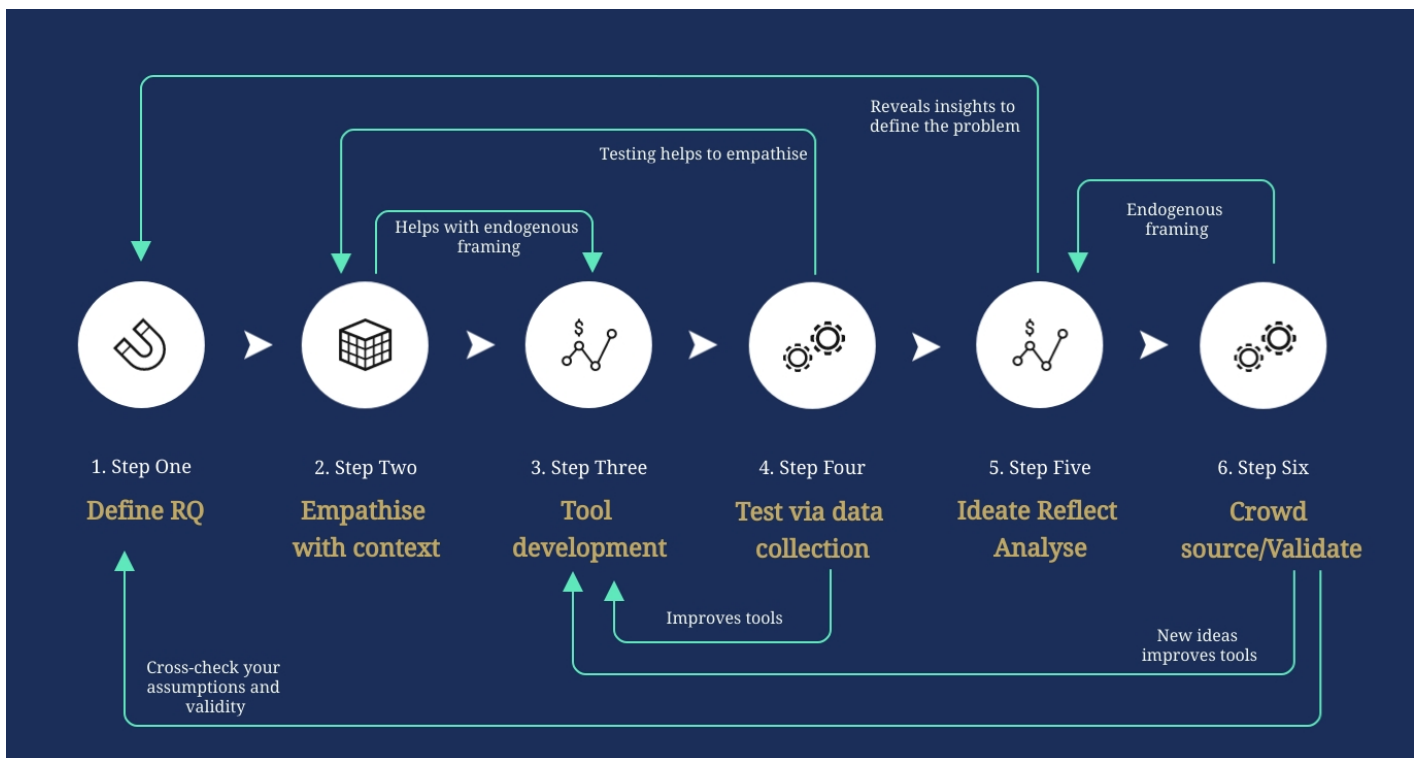 Reveals insights to
define the problem
Testing helps to empathise
Helps with endogenous
framing
Endogenous
framing
$
$
1. Step One
Define RQ
2. Step Two
Empathise
with context
3. Step Three
Tool
development
4. Step Four
Test via data
collection
5. Step Five
Ideate Reflect
Analyse
6. Step Six
Crowd
source/Validate
Improves tools
New ideas
improves tools
Cross-check your
assumptions and
validity